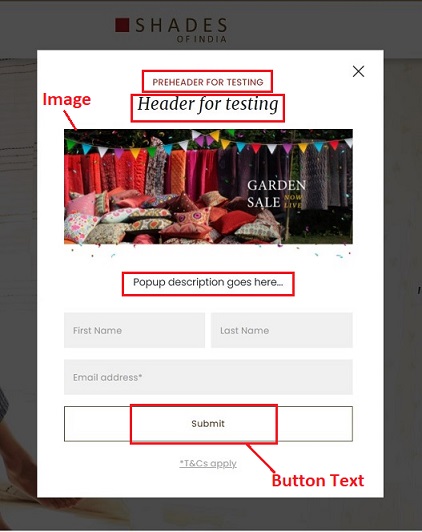 SHADES
OF INDIA
PREHEADER FOR TESTING
Header for testing
Image
GARDEN
SALE NOW
LIVE
Popup description goes here...
First Name
Last Name
Email address*
Submit
*T&Cs apply
Button Text